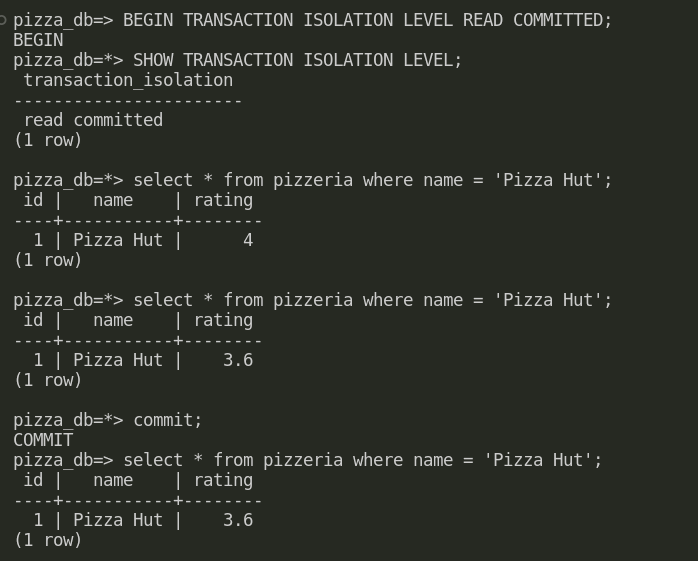 pizza_db=> BEGIN TRANSACTION ISOLATION LEVEL READ COMMITTED;
BEGIN
pizza_db=*> SHOW TRANSACTION ISOLATION LEVEL;
 transaction_isolation
-----------------------
 read committed
(1 row)

pizza_db=*> select * from pizzeria where name = 'Pizza Hut';
 id |   name    | rating
----+-----------+--------
  1 | Pizza Hut |      4
(1 row)

pizza_db=*> select * from pizzeria where name = 'Pizza Hut';
 id |   name    | rating
----+-----------+--------
  1 | Pizza Hut |    3.6
(1 row)

pizza_db=*> commit;
COMMIT
pizza_db=> select * from pizzeria where name = 'Pizza Hut';
 id |   name    | rating
----+-----------+--------
  1 | Pizza Hut |    3.6
(1 row)